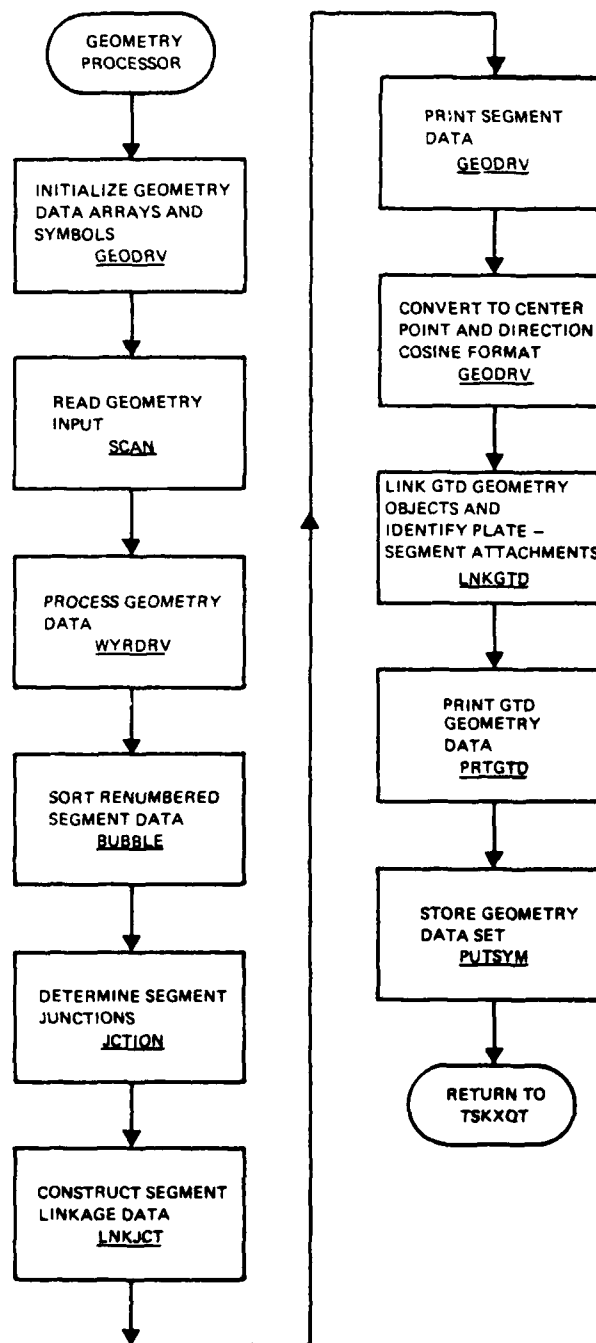 GEOMETRY
PROCESSOR
INITIALIZE GEOMETRY
DATA ARRAYS AND
SYMBOLS
GEODRV
READ GEOMETRY
INPUT
SCAN
PROCESS GEOMETRY
DATA
WYRDRV
SORT RENUMBERED
SEGMENT DATA
BUBBLE
DETERMINE SEGMENT
JUNCTIONS
JCTION
CONSTRUCT SEGMENT
LINKAGE DATA
LNKJCT
PRINT SEGMENT
DATA
GEODRV
CONVERT TO CENTER
POINT AND DIRECTION
COSINE FORMAT
GEODRV
LINK GTD GEOMETRY
OBJECTS AND
IDENTIFY PLATE –
SEGMENT ATTACHMENTS
LNKGTD
PRINT GTD
GEOMETRY
DATA
PRTGTD
STORE GEOMETRY
DATA SET
PUTSYM
RETURN TO
TSKXQT